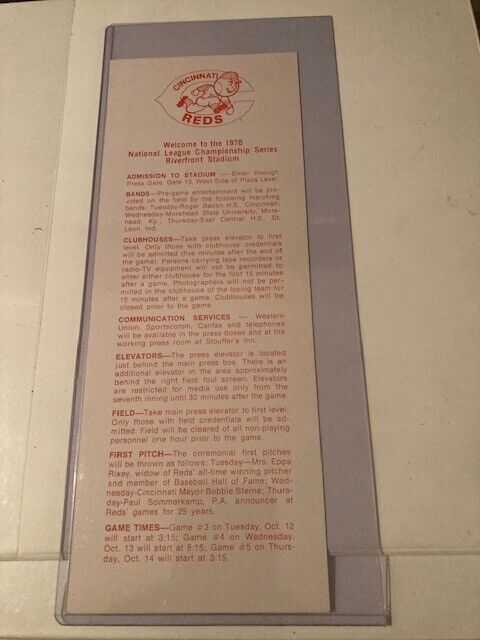 CINCINNATI
REDS
Welcome to the 1976
National League Championship Series
Riverfront Stadium
ADMISSION TO STADIUM — Enter through
Press Gate, Gate 13, West Side of Plaza Level.
BANDS—Pre-game entertainment will be pro-
vided on the field by the following marching
bands: Tuesday-Roger Bacon H.S., Cincinnati;
Wednesday-Morehead State University, More-
head, Ky.; Thursday-East Central H.S., St.
Leon, Ind.
CLUBHOUSES—Take press elevator to first
level. Only those with clubhouse credentials
will be admitted (five minutes after the end of
the game). Persons carrying tape recorders or
radio-TV equipment will not be permitted to
enter either clubhouse for the first 15 minutes
after a game. Photographers will not be per-
mitted in the clubhouse of the losing team for
15 minutes after a game. Clubhouses will be
closed prior to the game.
COMMUNICATION SERVICES — Western
Union, Sportscomm, Canfax and telephones
will be available in the press boxes and at the
working press room at Stouffer's Inn.
ELEVATORS—The press elevator is located
just behind the main press box. There is an
additional elevator in the area approximately
behind the right field foul screen. Elevators
are restricted for media use only from the
seventh inning until 30 minutes after the game.
FIELD—Take main press elevator to first level.
Only those with field credentials will be ad-
mitted. Field will be cleared of all non-playing
personnel one hour prior to the game.
FIRST PITCH—The ceremonial first pitches
will be thrown as follows: Tuesday—Mrs. Eppa
Rixey, widow of Reds' all-time winning pitcher
and member of Baseball Hall of Fame; Wed-
nesday-Cincinnati Mayor Bobbie Sterne; Thurs-
day-Paul Sommerkamp, P.A. announcer at
Reds' games for 25 years.
GAME TIMES—Game #3 on Tuesday, Oct. 12
will start at 3:15; Game #4 on Wednesday,
Oct. 13 will start at 8:15; Game #5 on Thurs-
day, Oct. 14 will start at 3:15.